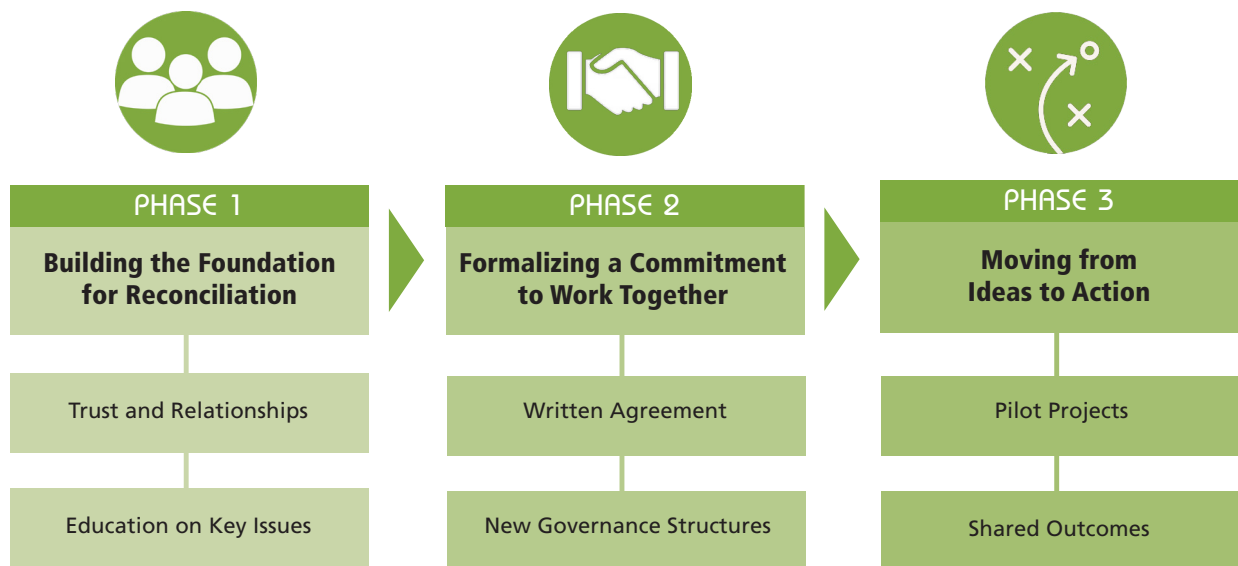 PHASE 1
Building the Foundation
for Reconciliation
Trust and Relationships
Education on Key Issues
PHASE 2
Formalizing a Commitment
to Work Together
Written Agreement
New Governance Structures
PHASE 3
Moving from
Ideas to Action
Pilot Projects
Shared Outcomes